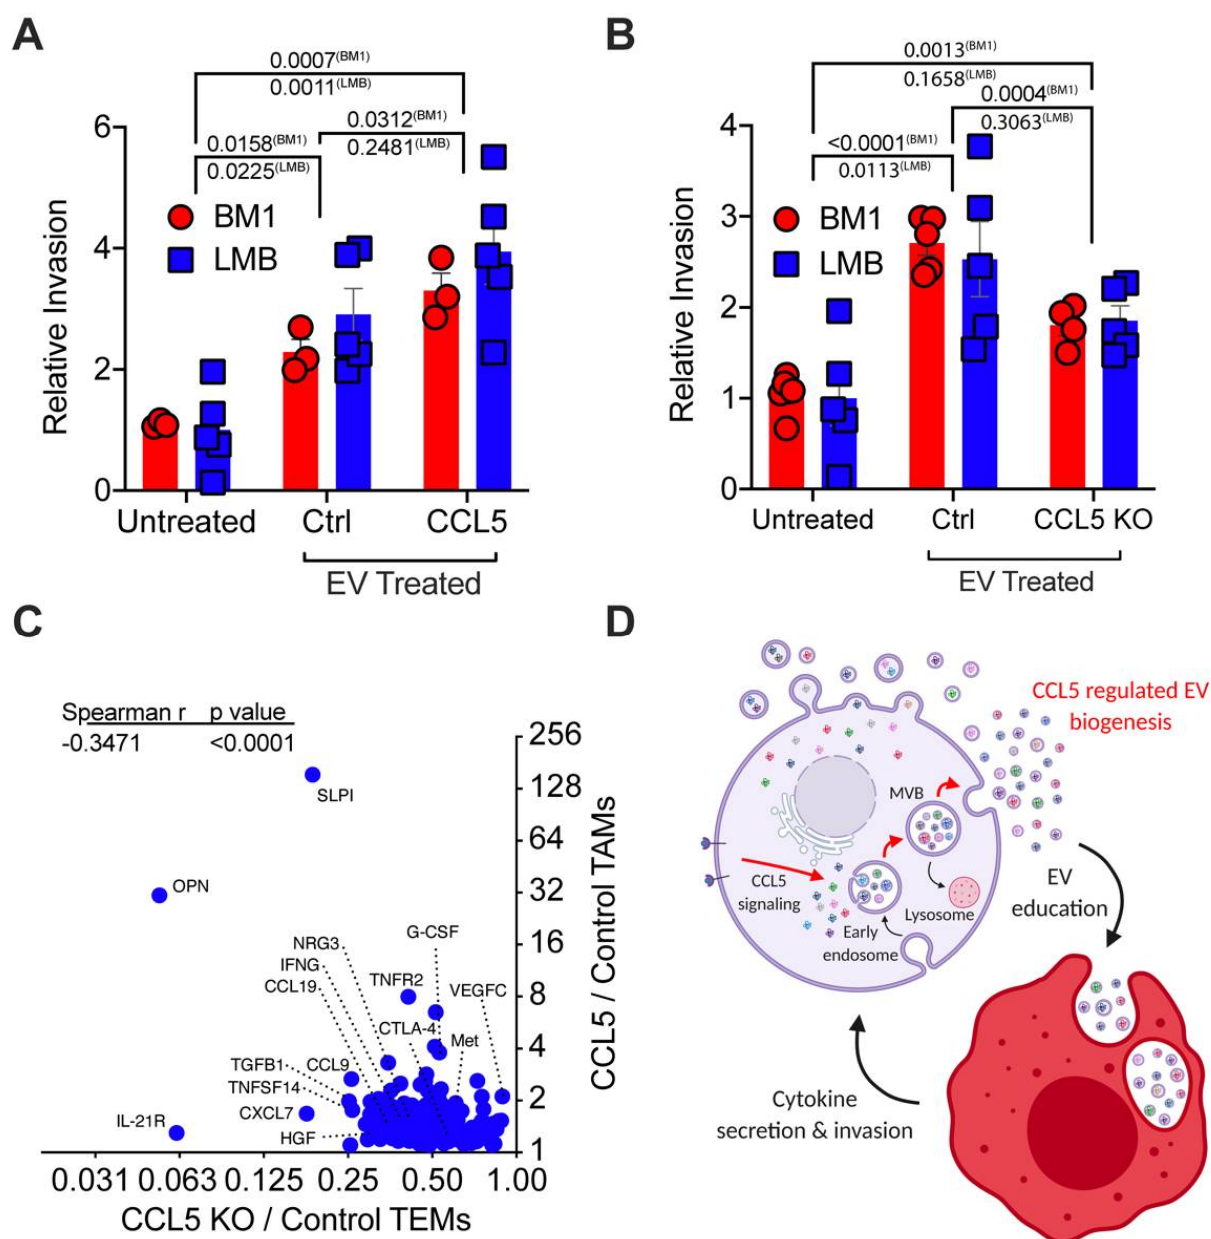 A
0.0007(BM1)
0.0011(LMB)
0.0158(BM1)
0.0225(LMB)
0.0312(BM1)
0.2481(LMB)
BM1
LMB
Relative Invasion
6
4
2
0
Untreated
Ctrl
CCL5
EV Treated
B
0.0013(BM1)
0.1658(LMB)
0.0004(BM1)
0.3063(LMB)
<0.0001(BM1)
0.0113(LMB)
BM1
LMB
Relative Invasion
4
3
2
1
0
Untreated
Ctrl
CCL5 KO
EV Treated
C
Spearman r p value
-0.3471 <0.0001
SLPI
OPN
NRG3
IFNG
CCL19
G-CSF
TNFR2
VEGFC
CTLA-4
Met
TGFB1
CCL9
TNFSF14
CXCL7
IL-21R
HGF
256
128
64
32
16
8
4
2
1
CCL5 / Control TAMs
0.031 0.063 0.125 0.25 0.50 1.00
CCL5 KO / Control TEMs
D
CCL5 regulated EV
biogenesis
MVB
CCL5
signaling
Lysosome
Early
endosome
EV
education
Cytokine
secretion & invasion